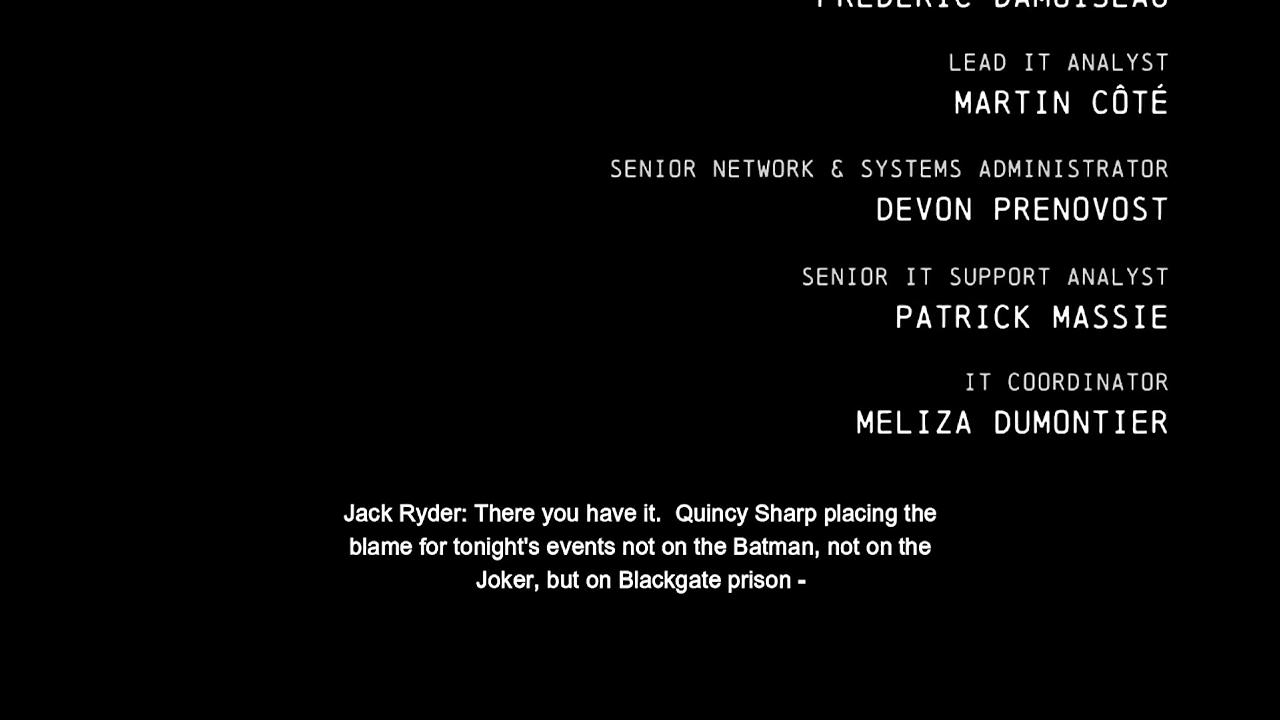 FRÉDÉRIC DAMOISEAU
LEAD IT ANALYST
MARTIN CÔTÉ
SENIOR NETWORK & SYSTEMS ADMINISTRATOR
DEVON PRENOVOST
SENIOR IT SUPPORT ANALYST
PATRICK MASSIE
IT COORDINATOR
MELIZA DUMONTIER
Jack Ryder: There you have it.  Quincy Sharp placing the
blame for tonight's events not on the Batman, not on the
Joker, but on Blackgate prison -